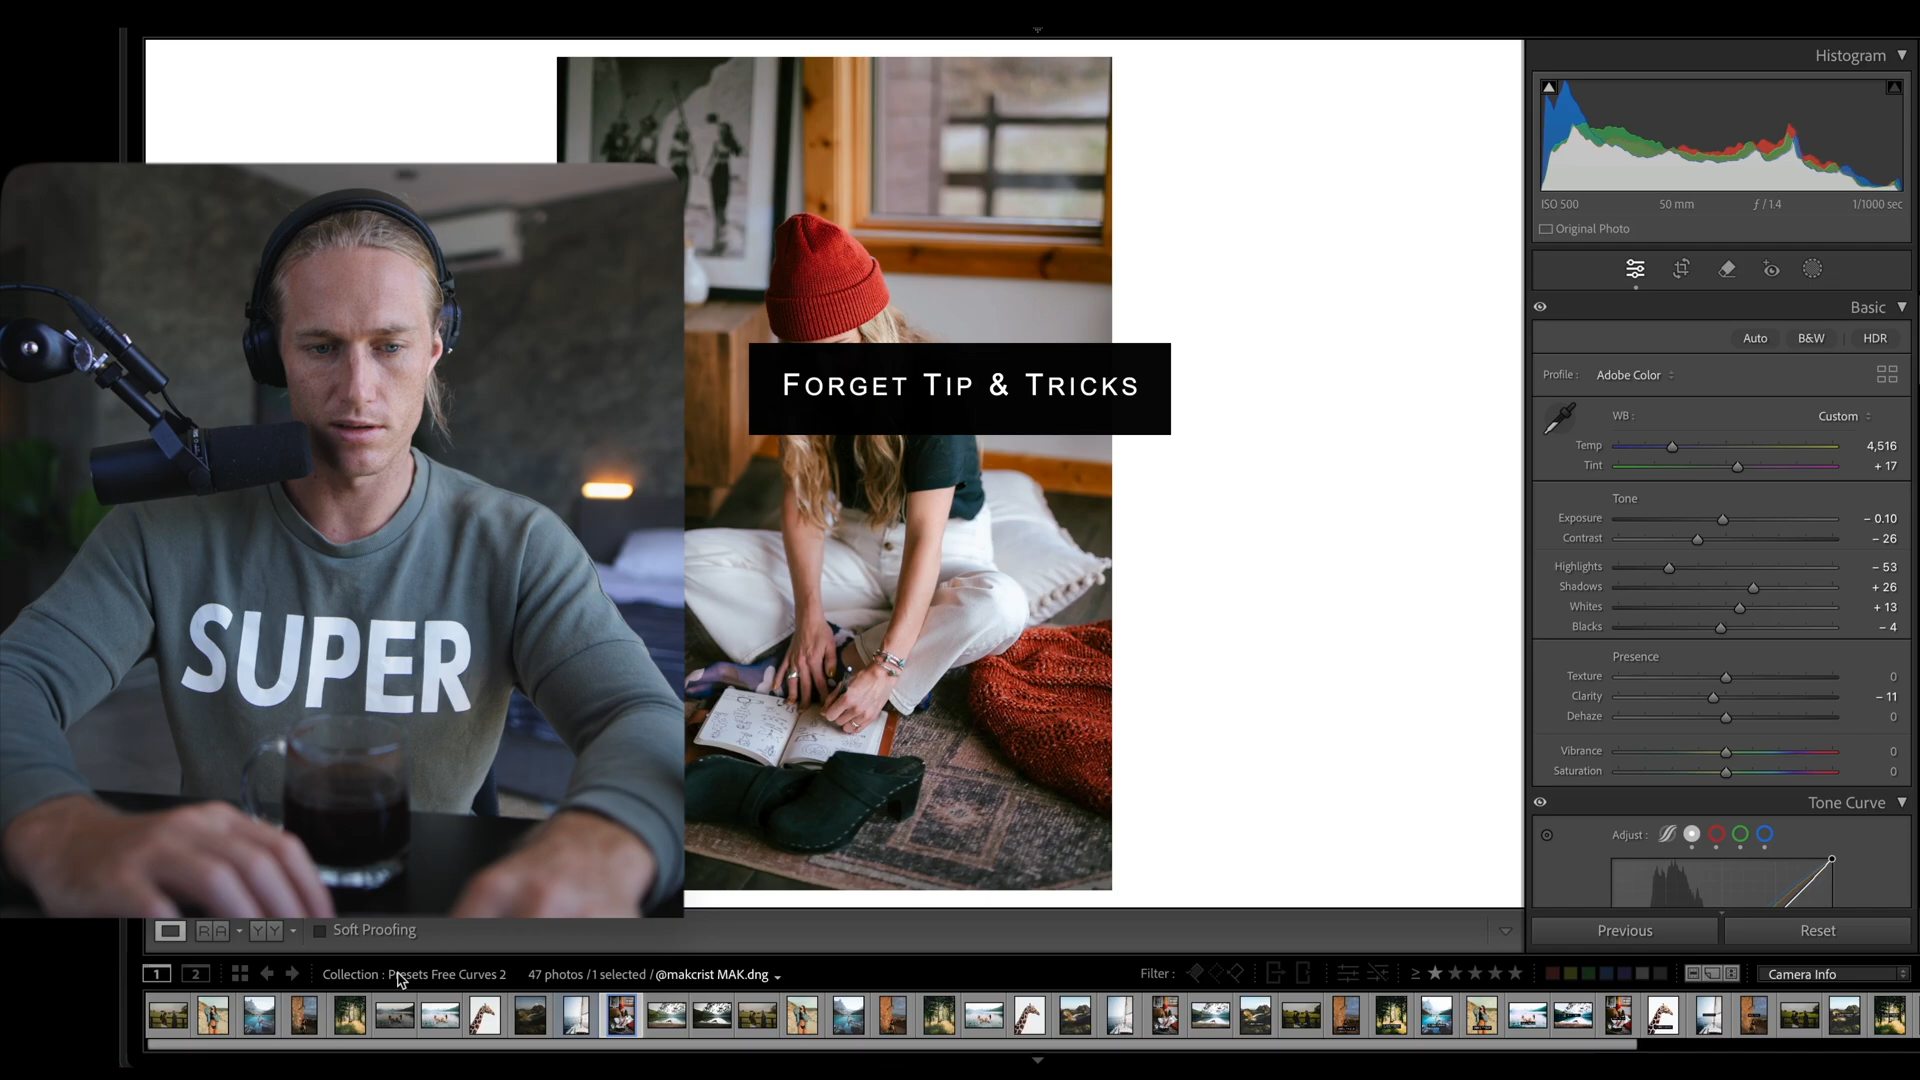 Histogram
ISO 500 50 mm ƒ / 1.4 1/1000 sec
Original Photo
Basic
Auto B&W HDR
Profile : Adobe Color
WB : Custom
Temp 4,516
Tint + 17
Tone
Exposure − 0.10
Contrast − 26
Highlights − 53
Shadows + 26
Whites + 13
Blacks − 4
Presence
Texture 0
Clarity − 11
Dehaze 0
Vibrance 0
Saturation 0
Tone Curve
Adjust :
Previous Reset
FORGET TIP & TRICKS
SUPER
R A Y Y Soft Proofing
1 2 Collection : Presets Free Curves 2 47 photos / 1 selected / @makcrist MAK.dng Filter : ≥ Camera Info